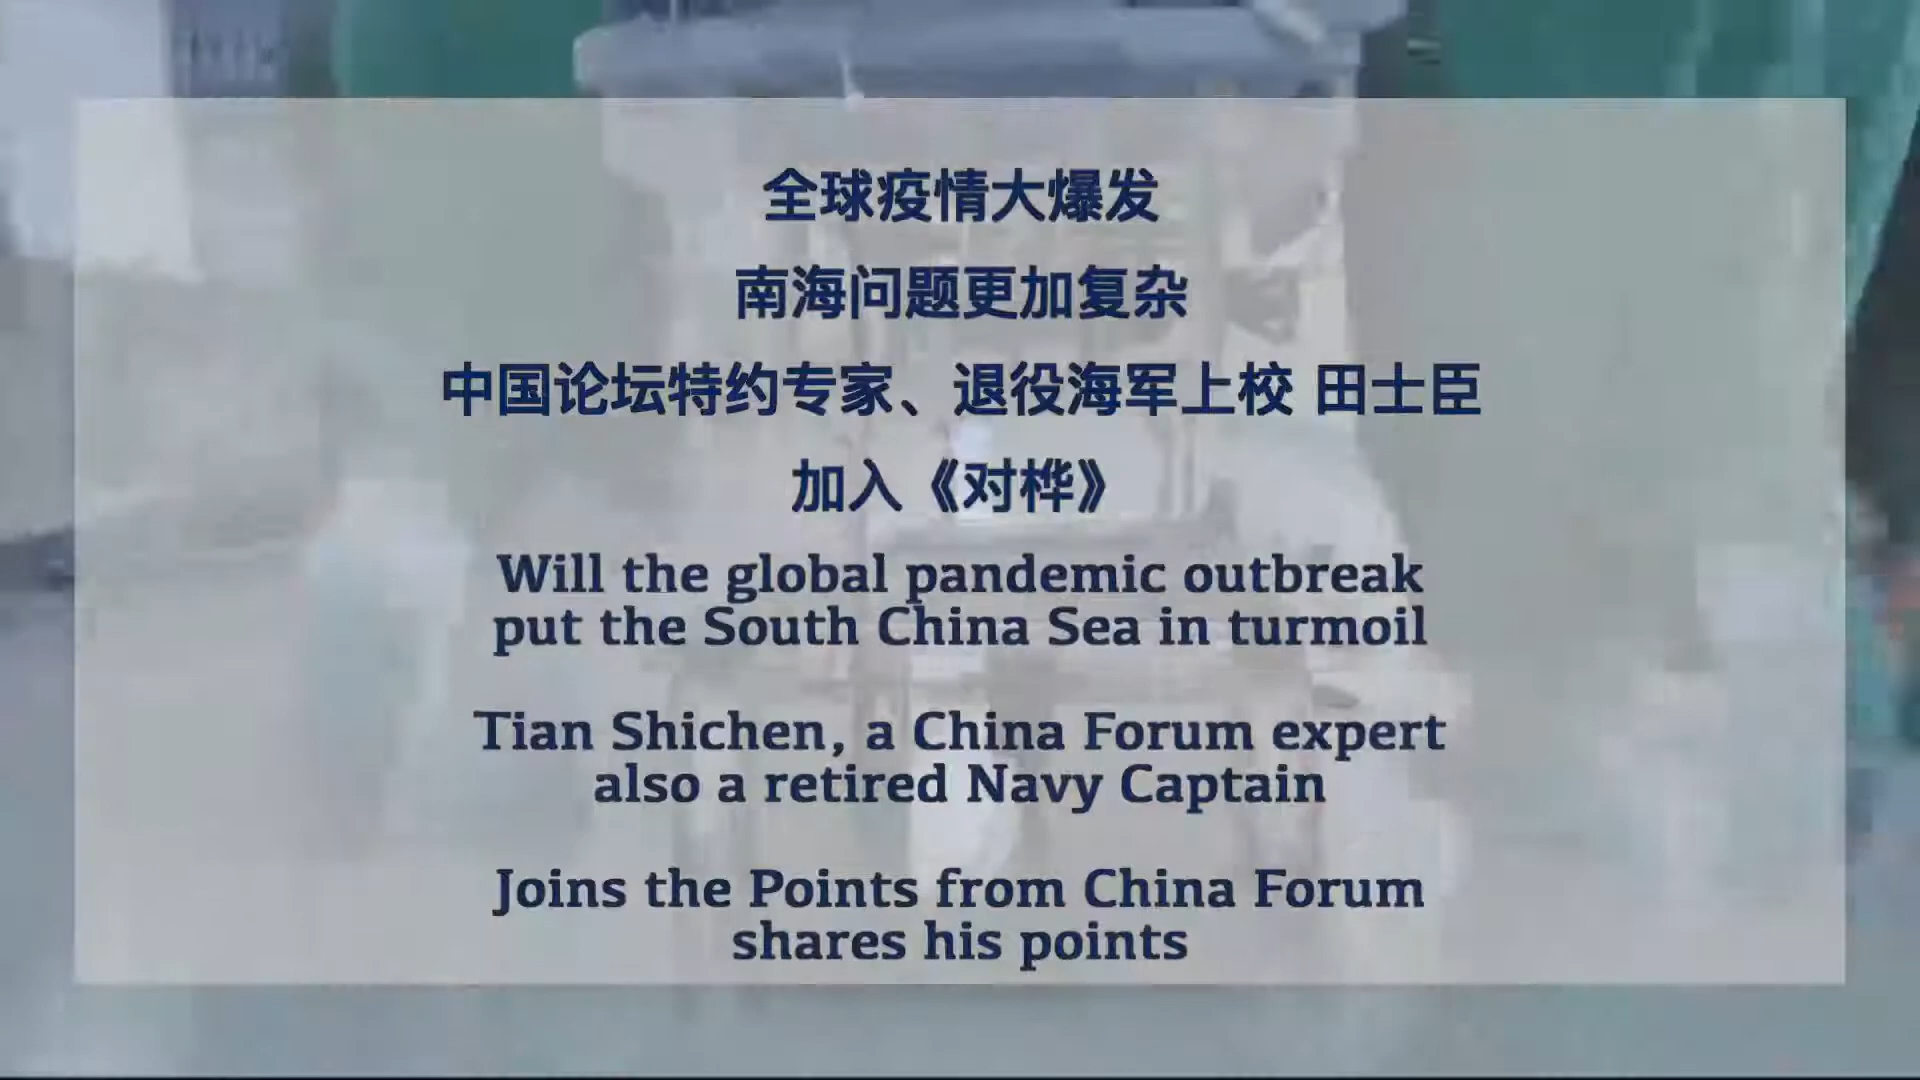 全球疫情大爆发
南海问题更加复杂
中国论坛特约专家、退役海军上校 田士臣
加入《对桦》
Will the global pandemic outbreak
put the South China Sea in turmoil
Tian Shichen, a China Forum expert
also a retired Navy Captain
Joins the Points from China Forum
shares his points